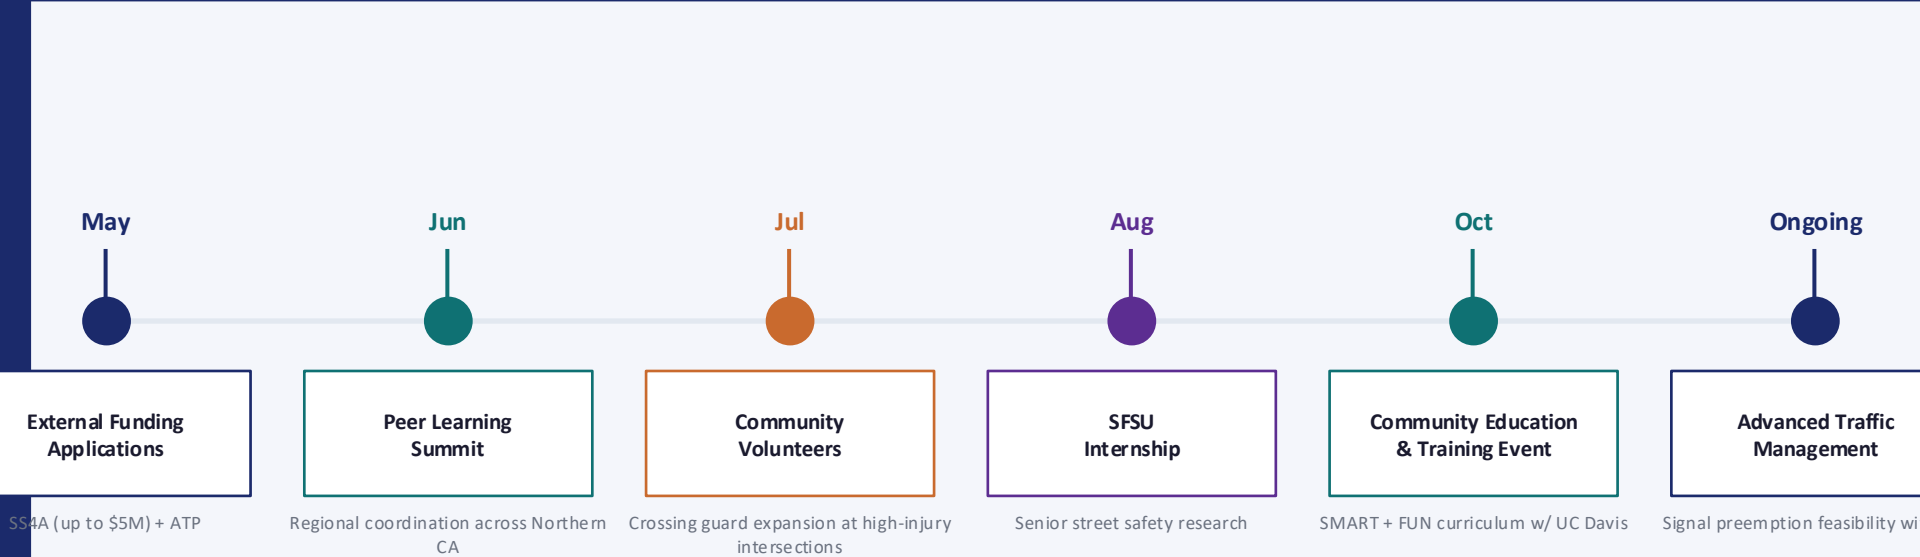 May
Jun
Jul
Aug
Oct
Ongoing
External Funding
Applications
Peer Learning
Summit
Community
Volunteers
SFSU
Internship
Community Education
& Training Event
Advanced Traffic
Management
SS4A (up to $5M) + ATP
Regional coordination across Northern
CA
Crossing guard expansion at high-injury
intersections
Senior street safety research
SMART + FUN curriculum w/ UC Davis
Signal preemption feasibility